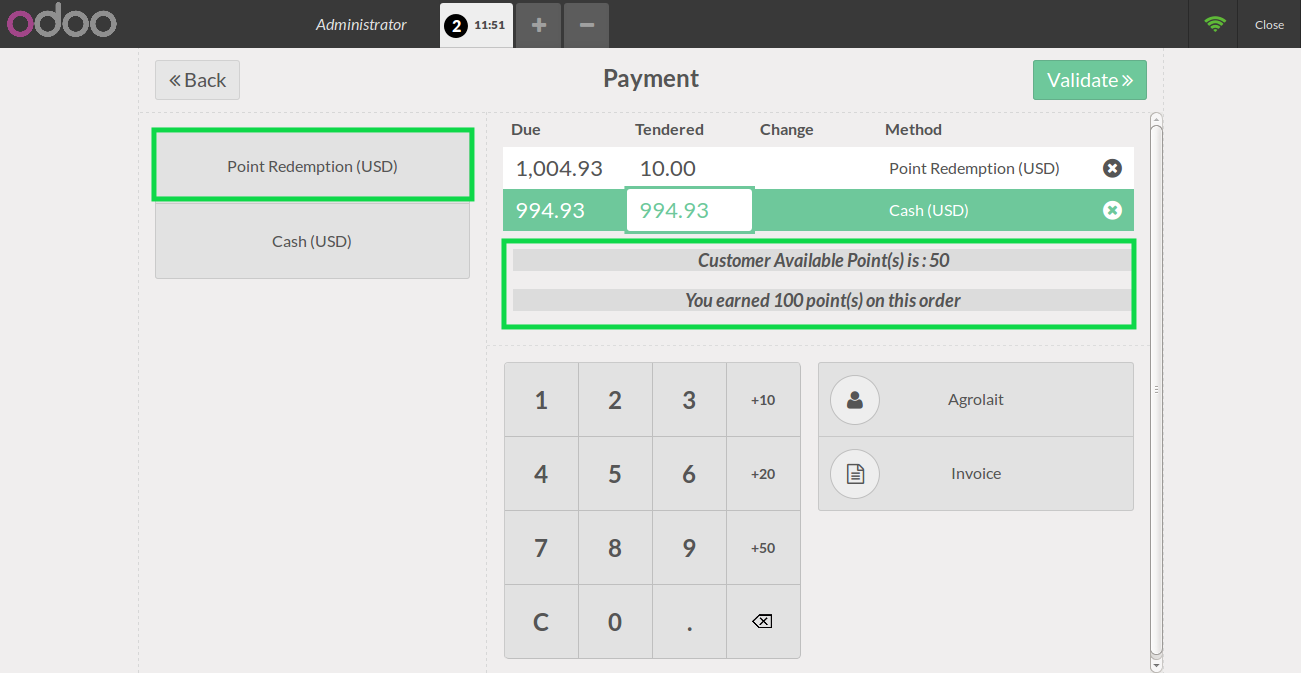 odoo Administrator 2 11:51 + − Close
« Back Payment Validate »
Due Tendered Change Method
Point Redemption (USD) 1,004.93 10.00 Point Redemption (USD)
994.93 994.93 Cash (USD)
Cash (USD)
Customer Available Point(s) is : 50
You earned 100 point(s) on this order
1 2 3 +10 Agrolait
4 5 6 +20 Invoice
7 8 9 +50
C 0 .